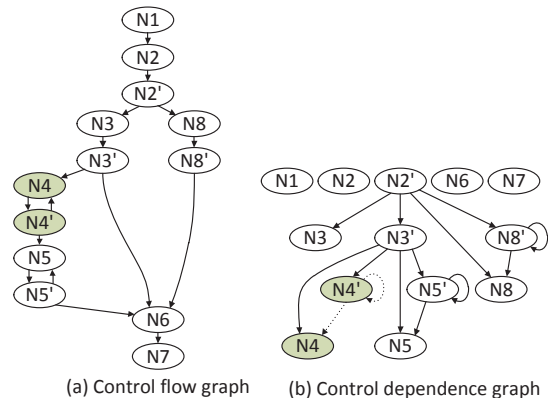 N1
N2
N2'
N3 N8
N3' N8'
N4
N4'
N5
N5'
N6
N7
(a) Control flow graph
N1 N2 N2' N6 N7
N3 N3' N8'
N4' N5' N8
N4 N5
(b) Control dependence graph